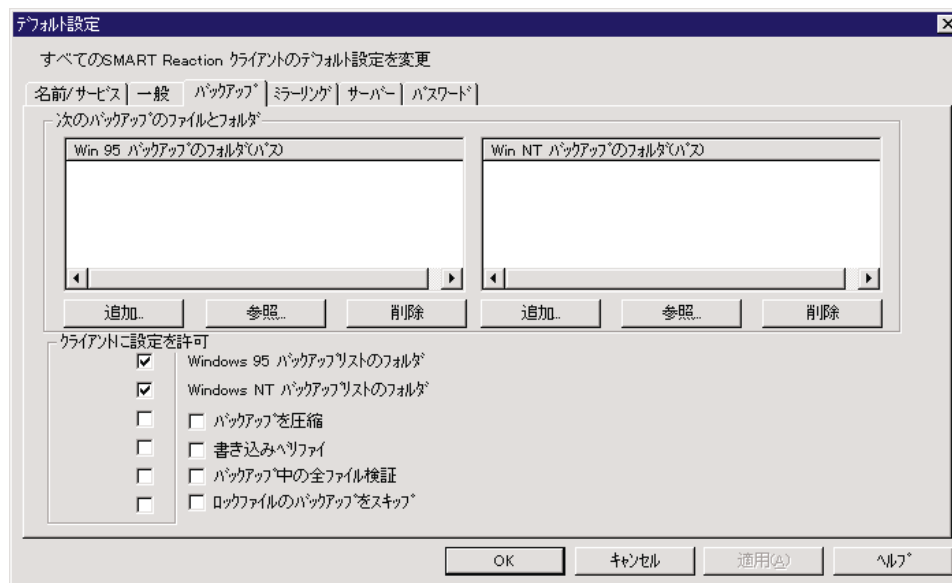 ﾃﾞﾌｫﾙﾄ設定
すべてのSMART Reaction ｸﾗｲｱﾝﾄのﾃﾞﾌｫﾙﾄ設定を変更
名前/ｻｰﾋﾞｽ 一般 ﾊﾞｯｸｱｯﾌﾟ ﾐﾗｰﾘﾝｸﾞ ｻｰﾊﾞｰ ﾊﾟｽﾜｰﾄﾞ
次のﾊﾞｯｸｱｯﾌﾟのﾌｧｲﾙとﾌｫﾙﾀﾞ
Win 95 ﾊﾞｯｸｱｯﾌﾟのﾌｫﾙﾀﾞ(ﾊﾟｽ) Win NT ﾊﾞｯｸｱｯﾌﾟのﾌｫﾙﾀﾞ(ﾊﾟｽ)
追加... 参照... 削除 追加... 参照... 削除
ｸﾗｲｱﾝﾄに設定を許可
Windows 95 ﾊﾞｯｸｱｯﾌﾟﾘｽﾄのﾌｫﾙﾀﾞ
Windows NT ﾊﾞｯｸｱｯﾌﾟﾘｽﾄのﾌｫﾙﾀﾞ
ﾊﾞｯｸｱｯﾌﾟを圧縮
書き込みﾍﾞﾘﾌｧｲ
ﾊﾞｯｸｱｯﾌﾟ中の全ﾌｧｲﾙ検証
ﾛｯｸﾌｧｲﾙのﾊﾞｯｸｱｯﾌﾟをｽｷｯﾌﾟ
OK ｷｬﾝｾﾙ 適用(A) ﾍﾙﾌﾟ